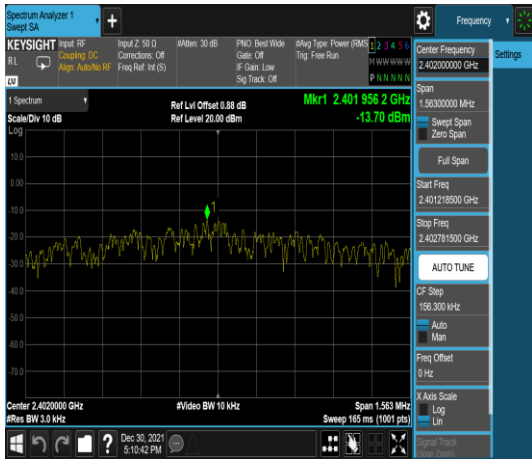 Spectrum Analyzer 1
Swept SA
Frequency
KEYSIGHT
RL
LXI
Input: RF
Coupling: DC
Align: Auto/No RF
Input Z: 50 Ω
Corrections: Off
Freq Ref: Int (S)
#Atten: 30 dB
PNO: Best Wide
Gate: Off
IF Gain: Low
Sig Track: Off
#Avg Type: Power (RMS
Trig: Free Run
1 2 3 4 5 6
M W W W W W
P N N N N N
1 Spectrum
Scale/Div 10 dB
Ref Lvl Offset 0.88 dB
Ref Level 20.00 dBm
Mkr1 2.401 956 2 GHz
-13.70 dBm
Log
10.0
0.00
-10.0
-20.0
-30.0
-40.0
-50.0
-60.0
-70.0
1
Center 2.4020000 GHz
#Res BW 3.0 kHz
#Video BW 10 kHz
Span 1.563 MHz
Sweep 165 ms (1001 pts)
Dec 30, 2021
5:10:42 PM
Center Frequency
2.402000000 GHz
Settings
Span
1.56300000 MHz
Swept Span
Zero Span
Full Span
Start Freq
2.401218500 GHz
Stop Freq
2.402781500 GHz
AUTO TUNE
CF Step
156.300 kHz
Auto
Man
Freq Offset
0 Hz
X Axis Scale
Log
Lin
Signal Track
(Span Zoom)